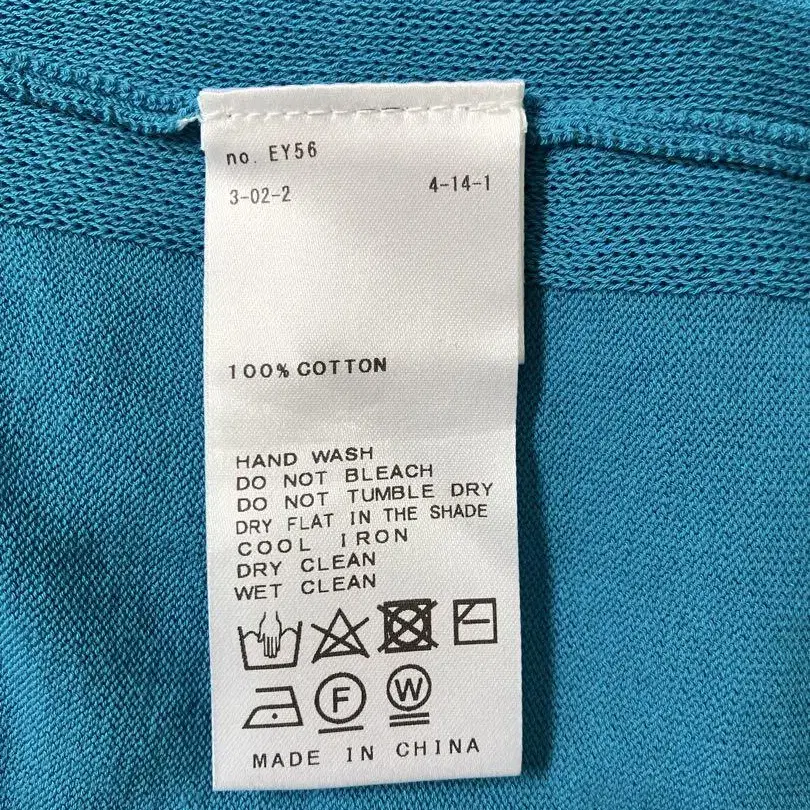 no. EY56
3-02-2 4-14-1
100% COTTON
HAND WASH
DO NOT BLEACH
DO NOT TUMBLE DRY
DRY FLAT IN THE SHADE
COOL IRON
DRY CLEAN
WET CLEAN
F W
MADE IN CHINA